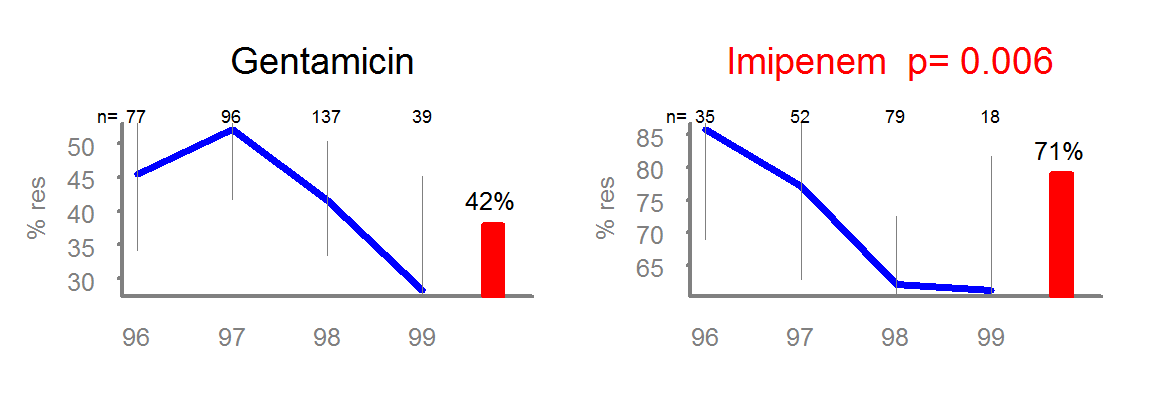 Gentamicin
n= 77 96 137 39
50
45
40
35
30
% res
42%
96 97 98 99
Imipenem p= 0.006
n= 35 52 79 18
85
80
75
70
65
% res
71%
96 97 98 99